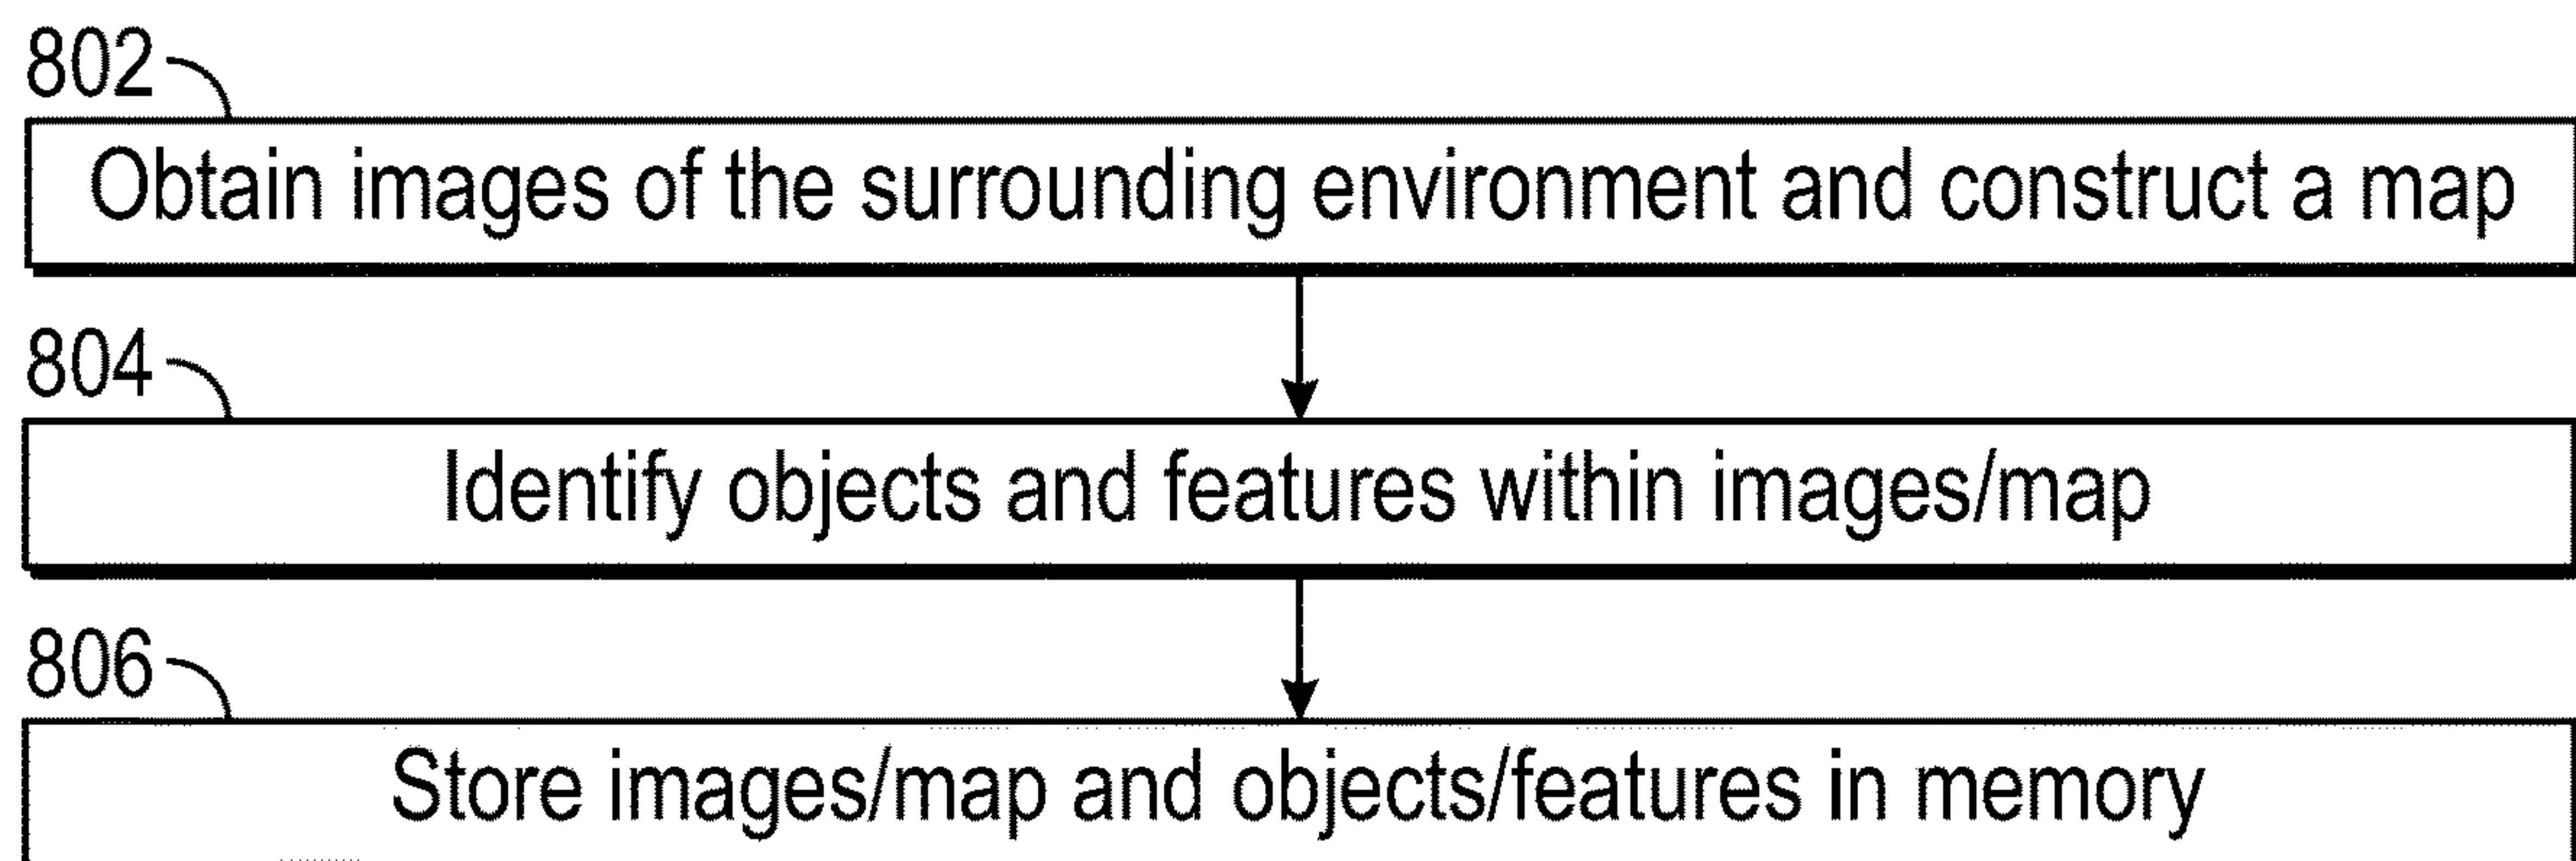 802
Obtain images of the surrounding environment and construct a map
804
Identify objects and features within images/map
806
Store images/map and objects/features in memory